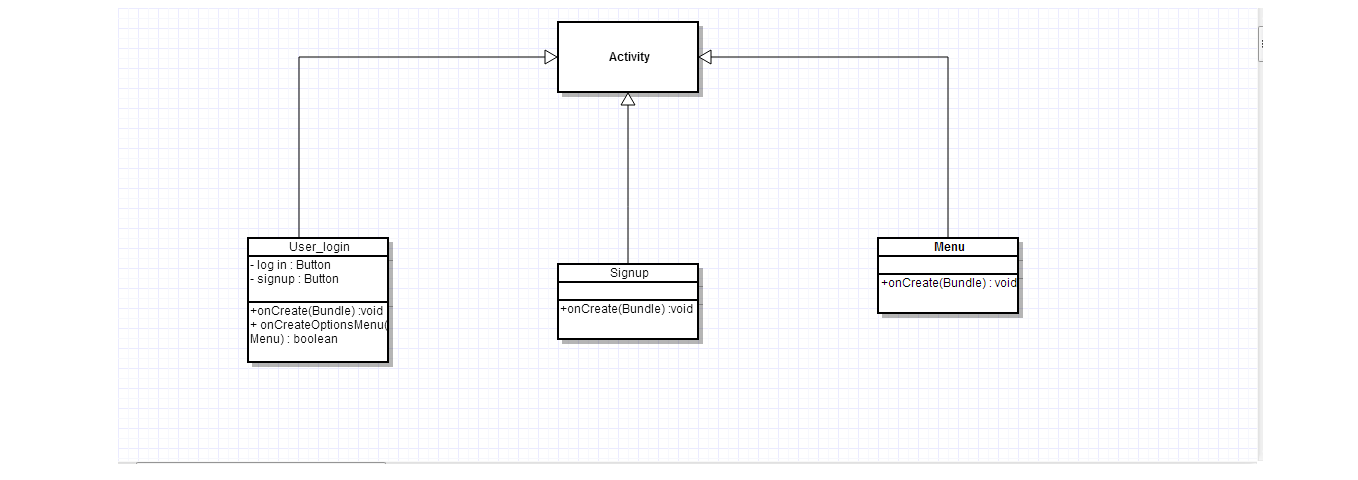 Activity
User_login
- log in : Button
- signup : Button
+onCreate(Bundle) :void
+ onCreateOptionsMenu(
Menu) : boolean
Signup
+onCreate(Bundle) :void
Menu
+onCreate(Bundle) : void